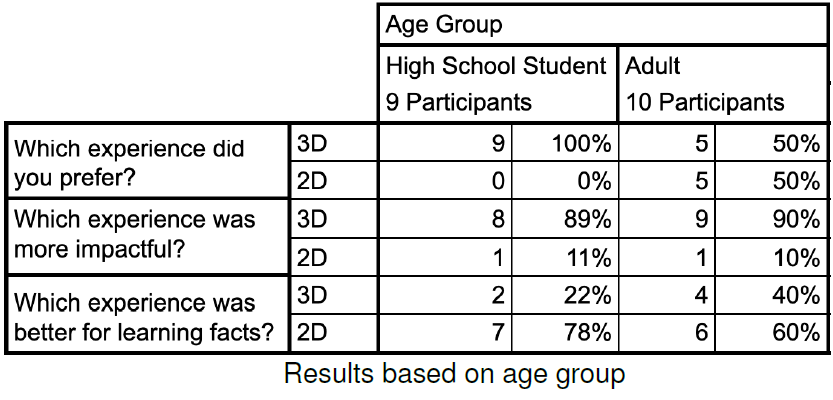 Age Group
High School Student Adult
9 Participants 10 Participants
Which experience did you prefer? 3D 9 100% 5 50%
2D 0 0% 5 50%
Which experience was more impactful? 3D 8 89% 9 90%
2D 1 11% 1 10%
Which experience was better for learning facts? 3D 2 22% 4 40%
2D 7 78% 6 60%
Results based on age group